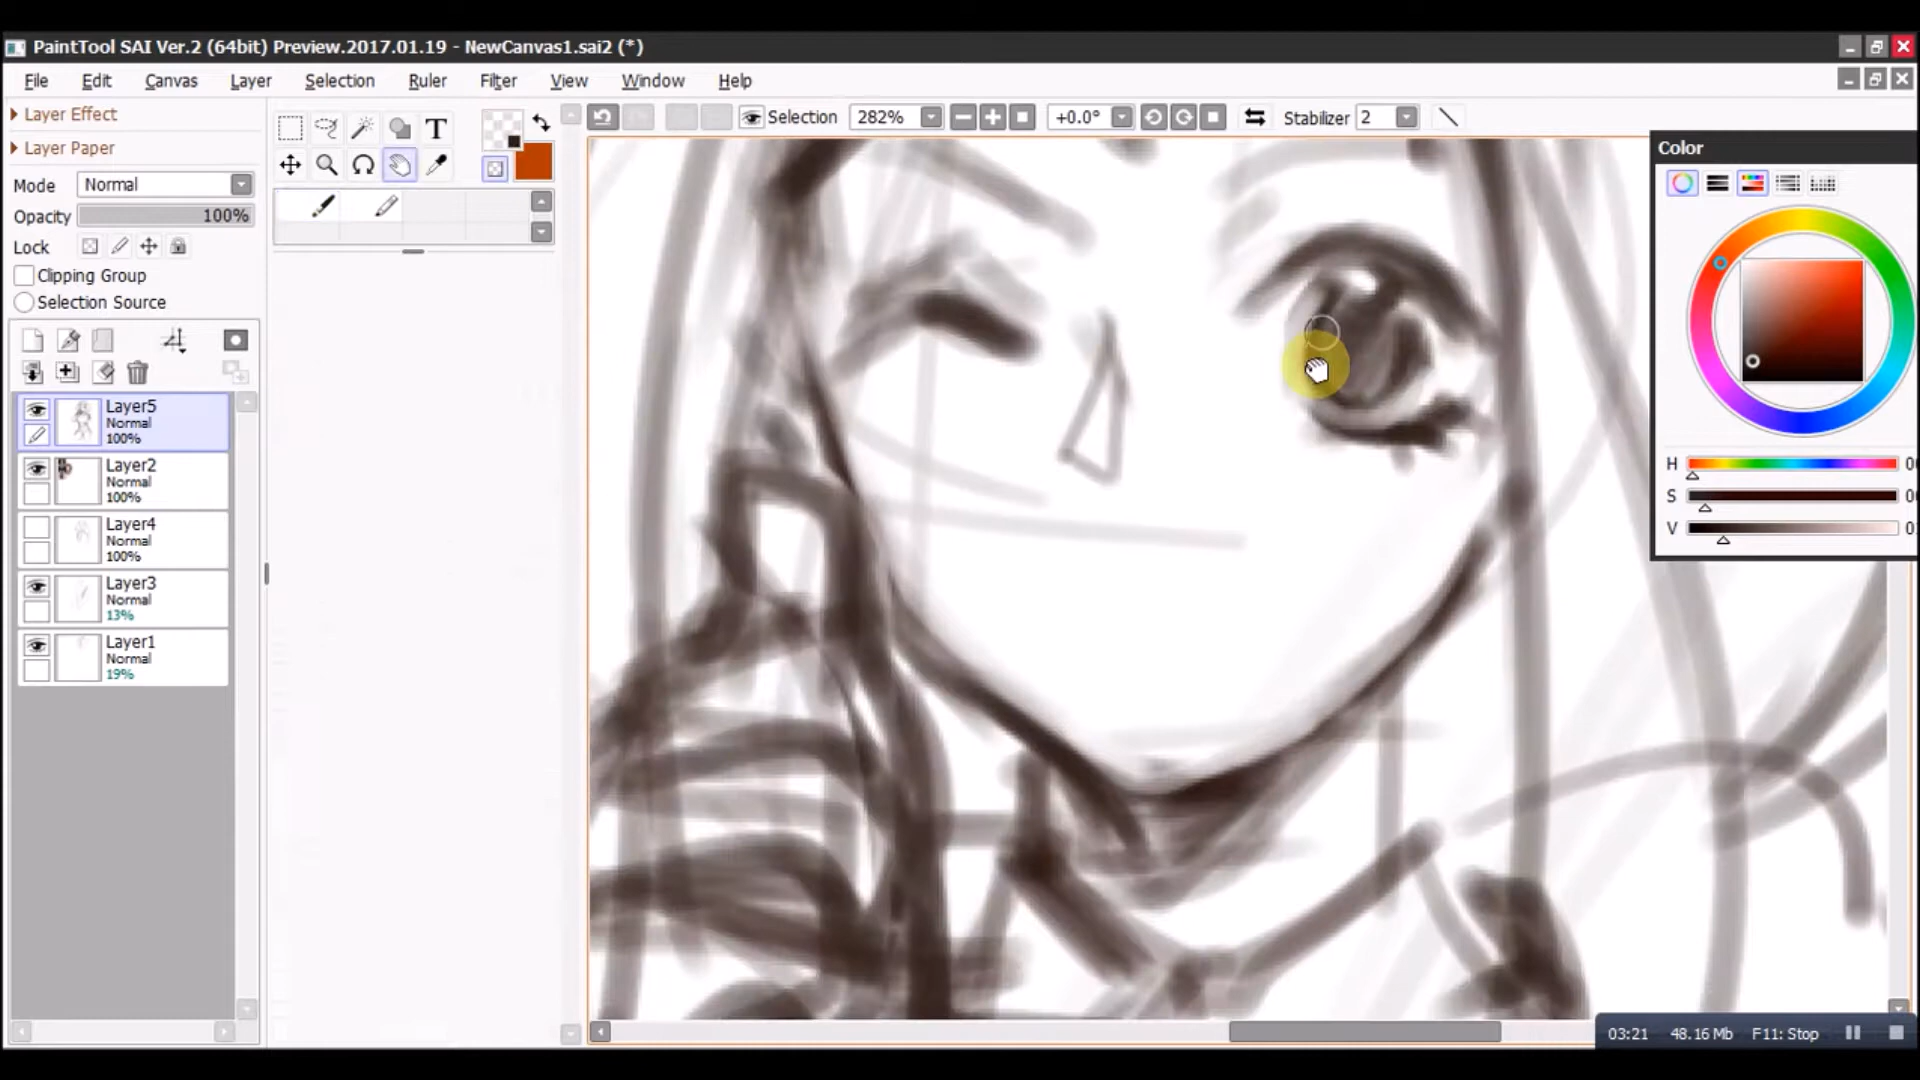 PaintTool SAI Ver.2 (64bit) Preview.2017.01.19 - NewCanvas1.sai2 (*)
File Edit Canvas Layer Selection Ruler Filter View Window Help
Layer Effect
Layer Paper
Mode Normal
Opacity 100%
Lock
Clipping Group
Selection Source
T
Selection 282% +0.0° Stabilizer 2
Layer5
Normal
100%
Layer2
Normal
100%
Layer4
Normal
100%
Layer3
Normal
13%
Layer1
Normal
19%
Color
H
S
V
03:21 48.16 Mb F11: Stop